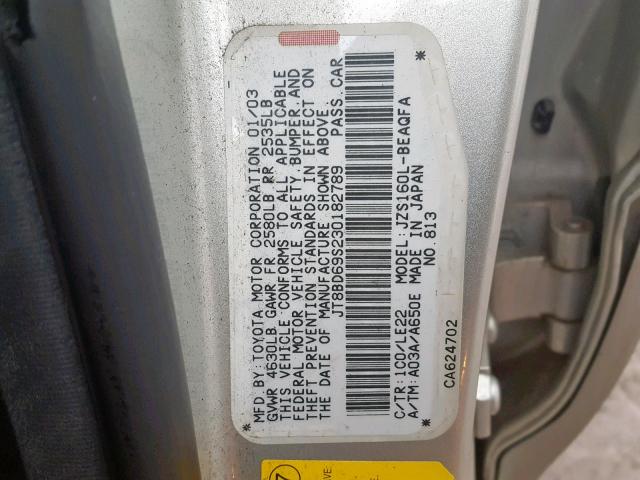 MFD.BY:TOYOTA MOTOR CORPORATION 01/03
GVWR 4630LB GAWR FR 2580LB RR 2535LB
THIS VEHICLE CONFORMS TO ALL APPLICABLE
FEDERAL MOTOR VEHICLE SAFETY,BUMPER,AND
THEFT PREVENTION STANDARDS IN EFFECT ON
THE DATE OF MANUFACTURE SHOWN ABOVE.
JT8BD69S230182789 PASS.CAR
C/TR:1C0/LE22 MODEL:JZS160L-BEAQFA
A/TM:A03A/A650E MADE IN JAPAN
NO.813
CA624702
7